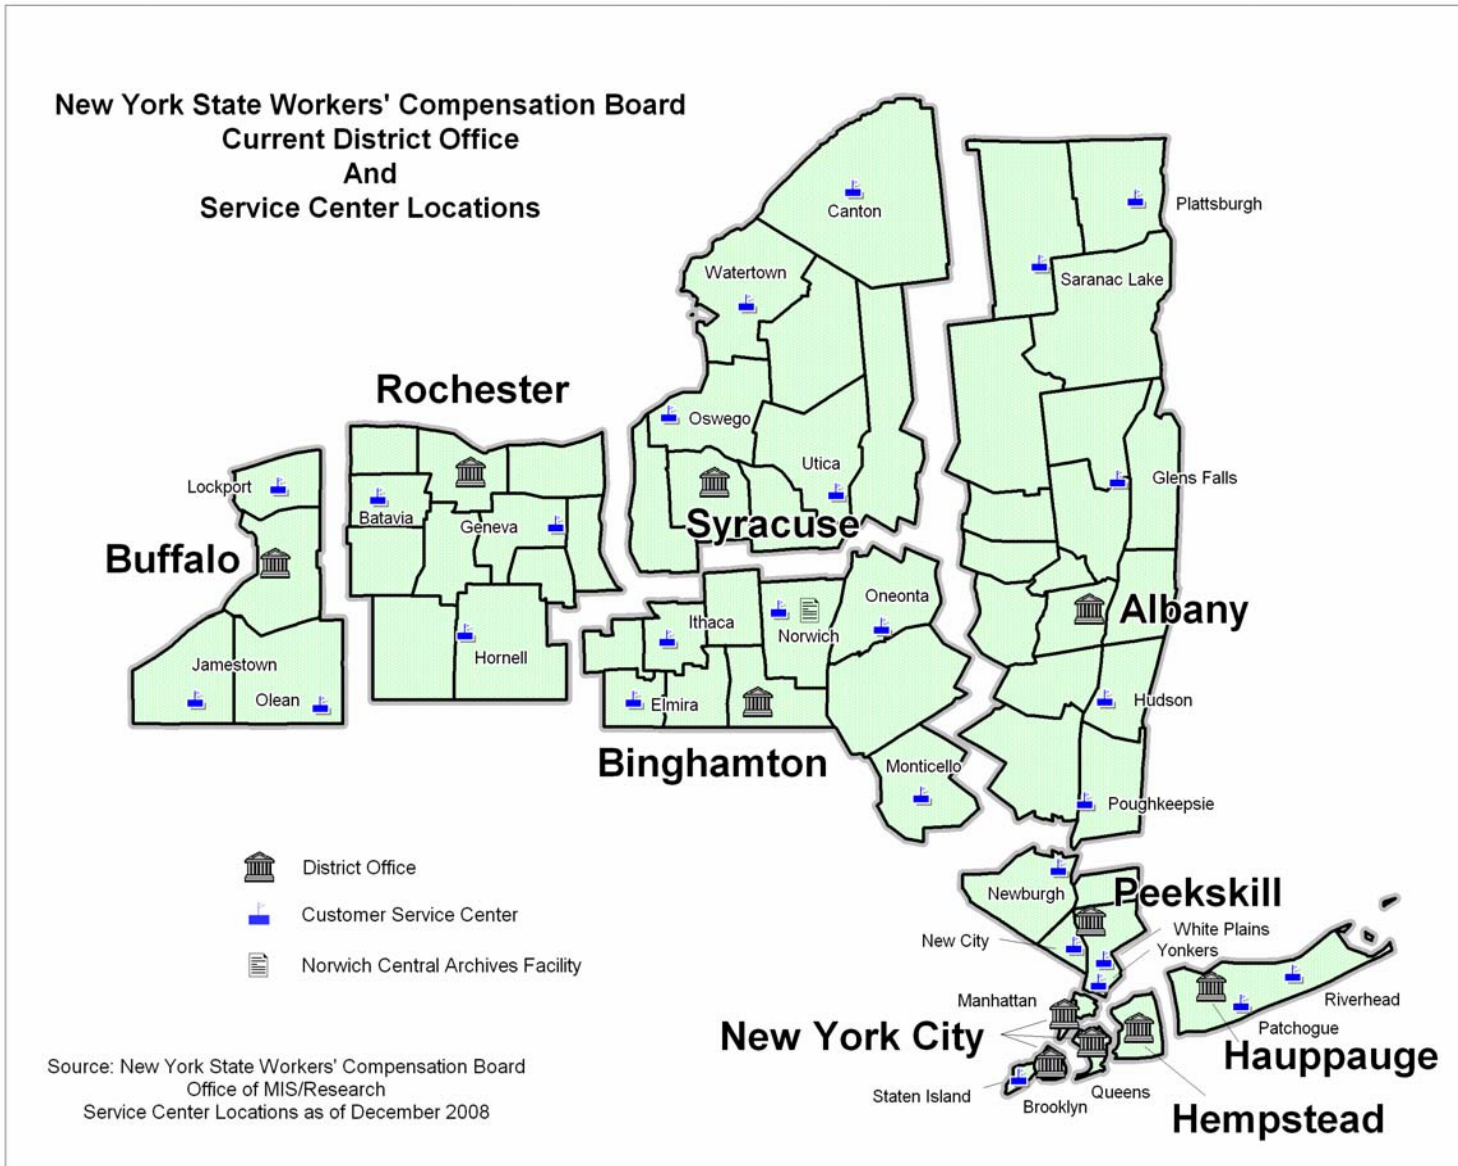 New York State Workers' Compensation Board
Current District Office
And
Service Center Locations
Canton
Plattsburgh
Watertown
Saranac Lake
Rochester
Oswego
Utica
Glens Falls
Lockport
Batavia
Geneva
Syracuse
Buffalo
Oneonta
Albany
Ithaca
Norwich
Hornell
Jamestown
Olean
Elmira
Hudson
Binghamton
Monticello
Poughkeepsie
District Office
Customer Service Center
Norwich Central Archives Facility
Newburgh
Peekskill
White Plains
New City
Yonkers
Manhattan
Riverhead
Patchogue
New York City
Hauppauge
Staten Island
Brooklyn
Queens
Hempstead
Source: New York State Workers' Compensation Board
Office of MIS/Research
Service Center Locations as of December 2008